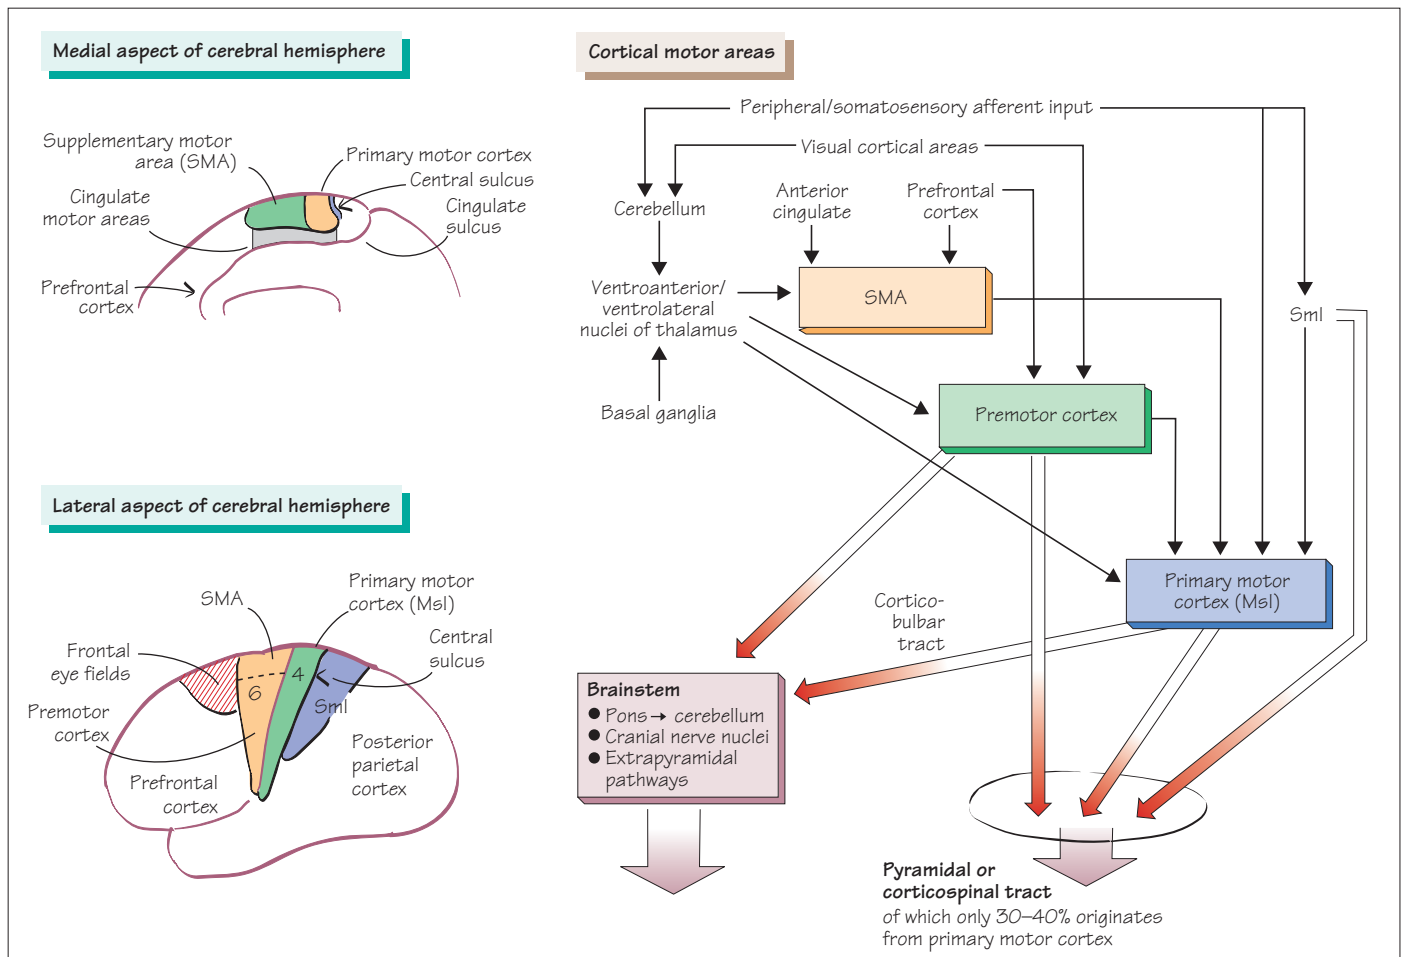 Medial aspect of cerebral hemisphere
Supplementary motor
area (SMA)
Primary motor cortex
Central sulcus
Cingulate
motor areas
Cingulate
sulcus
Prefrontal
cortex
Lateral aspect of cerebral hemisphere
SMA
Primary motor
cortex (MsI)
Frontal
eye fields
Central
sulcus
6
4
SmI
Premotor
cortex
Prefrontal
cortex
Posterior
parietal
cortex
Cortical motor areas
Peripheral/somatosensory afferent input
Visual cortical areas
Cerebellum
Anterior
cingulate
Prefrontal
cortex
Ventroanterior/
ventrolateral
nuclei of thalamus
SMA
SmI
Basal ganglia
Premotor cortex
Primary motor
cortex (MsI)
Cortico-
bulbar
tract
Brainstem
● Pons → cerebellum
● Cranial nerve nuclei
● Extrapyramidal
pathways
Pyramidal or
corticospinal tract
of which only 30–40% originates
from primary motor cortex